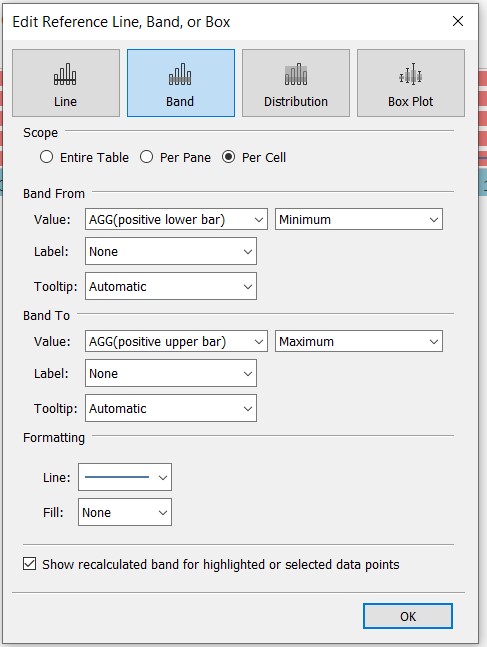 Edit Reference Line, Band, or Box
Line Band Distribution Box Plot
Scope
Entire Table Per Pane Per Cell
Band From
Value: AGG(positive lower bar) Minimum
Label: None
Tooltip: Automatic
Band To
Value: AGG(positive upper bar) Maximum
Label: None
Tooltip: Automatic
Formatting
Line:
Fill: None
Show recalculated band for highlighted or selected data points
OK